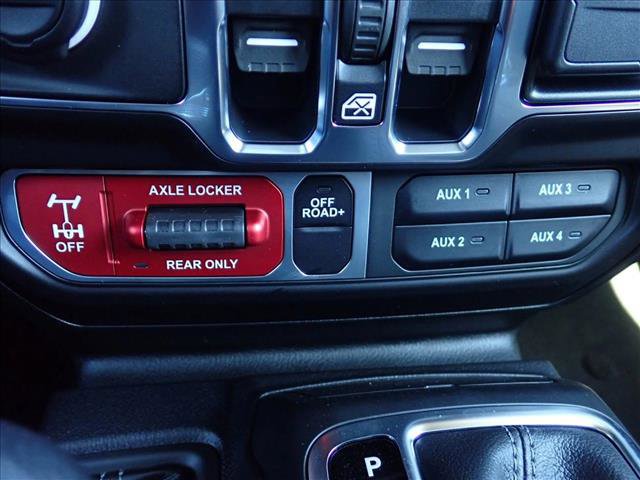 AXLE LOCKER
OFF
REAR ONLY
OFF
ROAD+
AUX 1
AUX 3
AUX 2
AUX 4
P